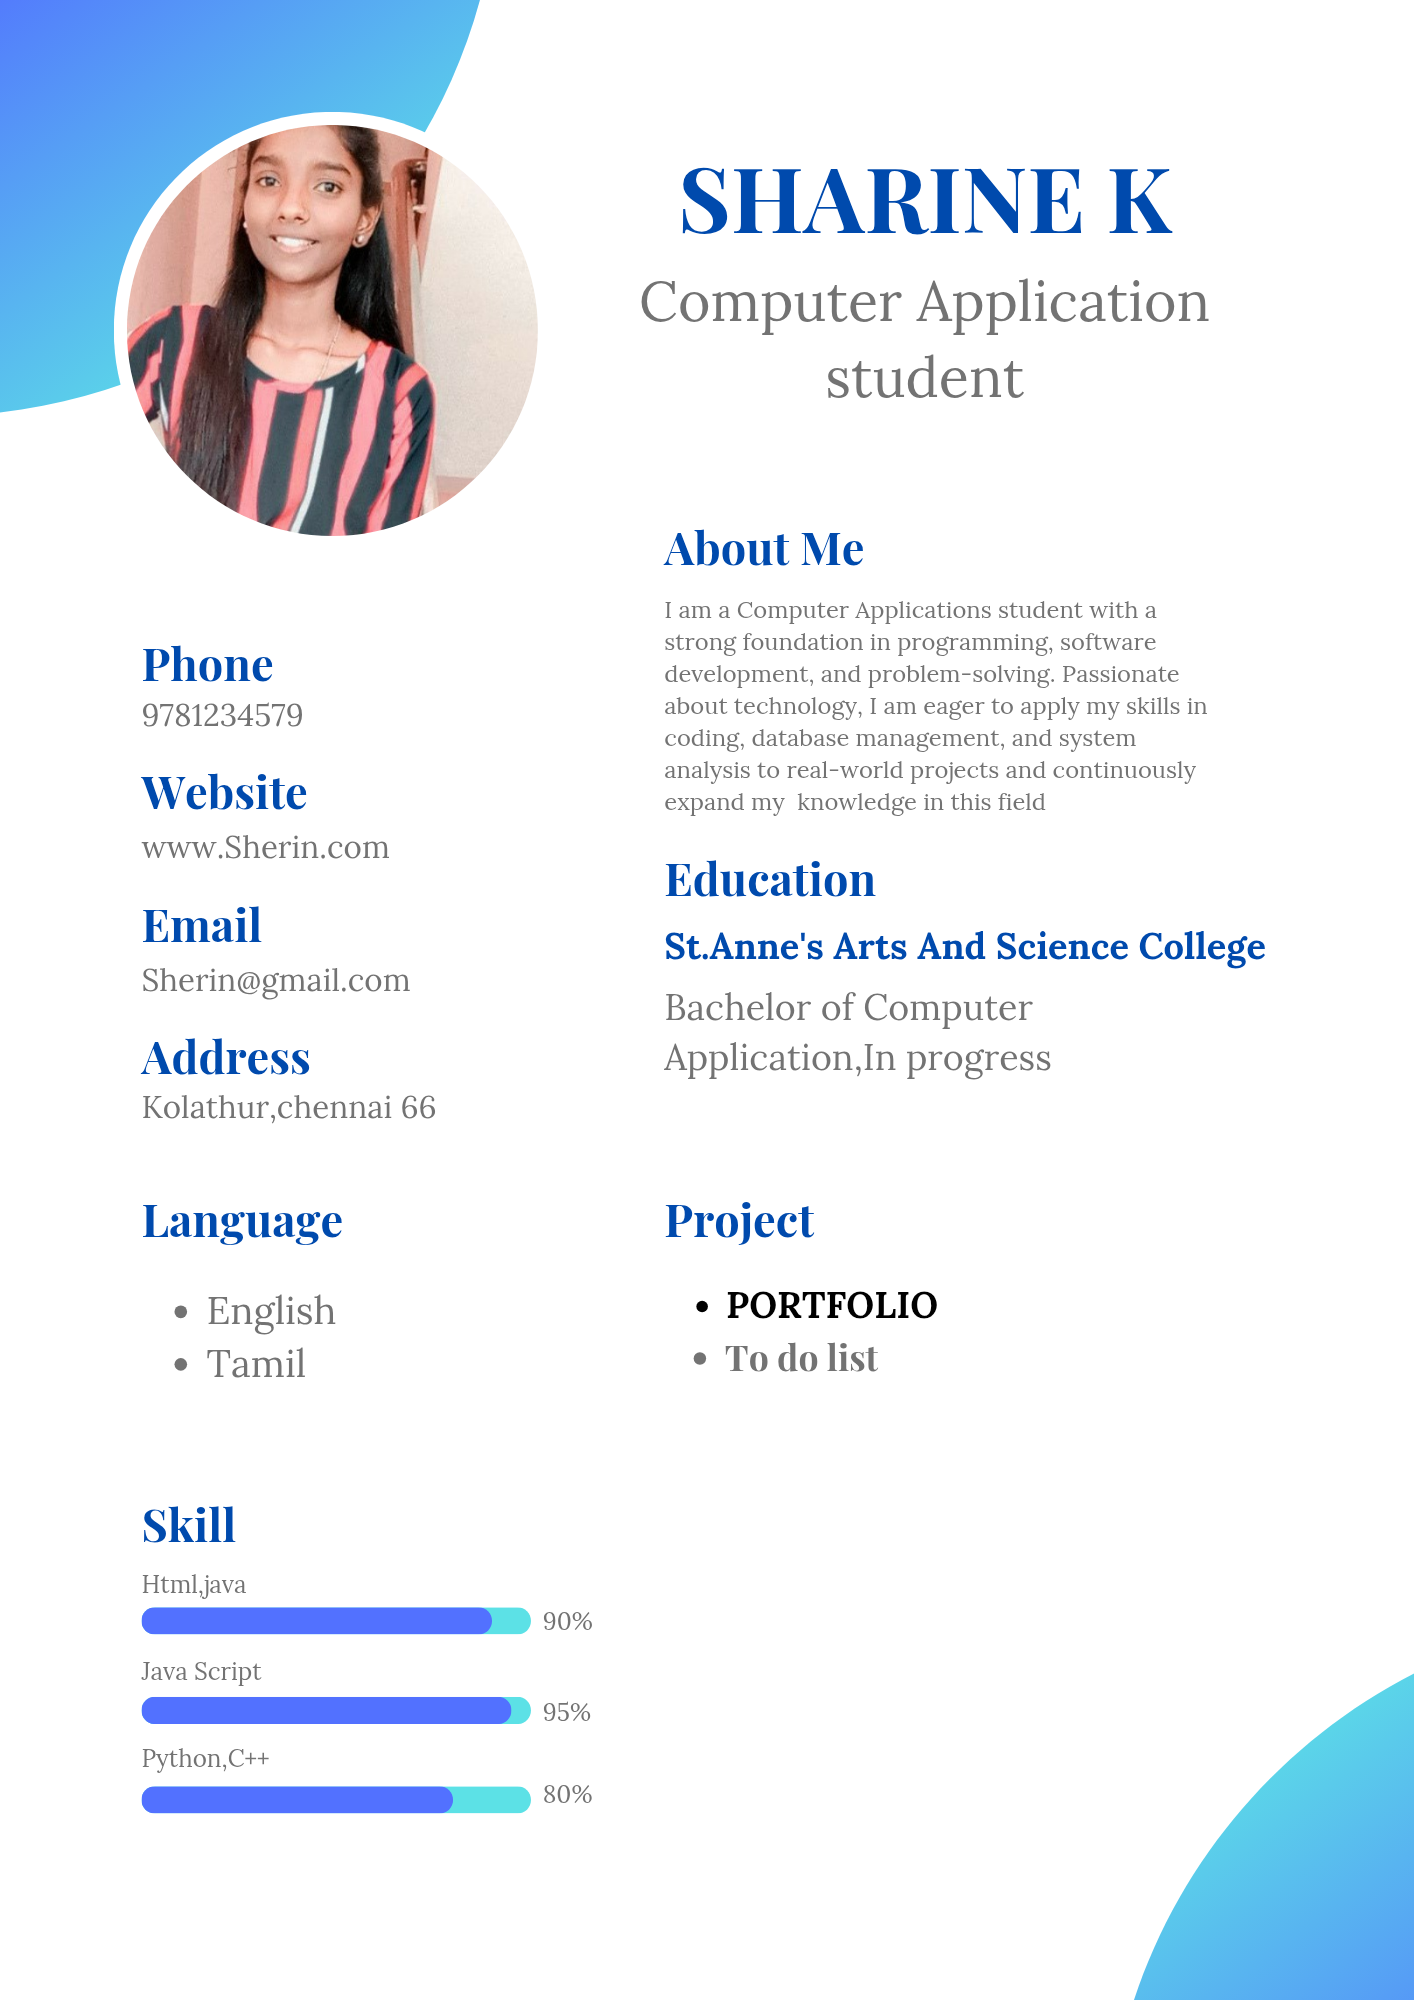 SHARINE K
Computer Application
student
About Me
I am a Computer Applications student with a
strong foundation in programming, software
development, and problem-solving. Passionate
about technology, I am eager to apply my skills in
coding, database management, and system
analysis to real-world projects and continuously
expand my  knowledge in this field
Phone
9781234579
Website
www.Sherin.com
Email
Sherin@gmail.com
Address
Kolathur,chennai 66
Education
St.Anne's Arts And Science College
Bachelor of Computer
Application,In progress
Language
• English
• Tamil
Project
• PORTFOLIO
• To do list
Skill
Html,java
90%
Java Script
95%
Python,C++
80%